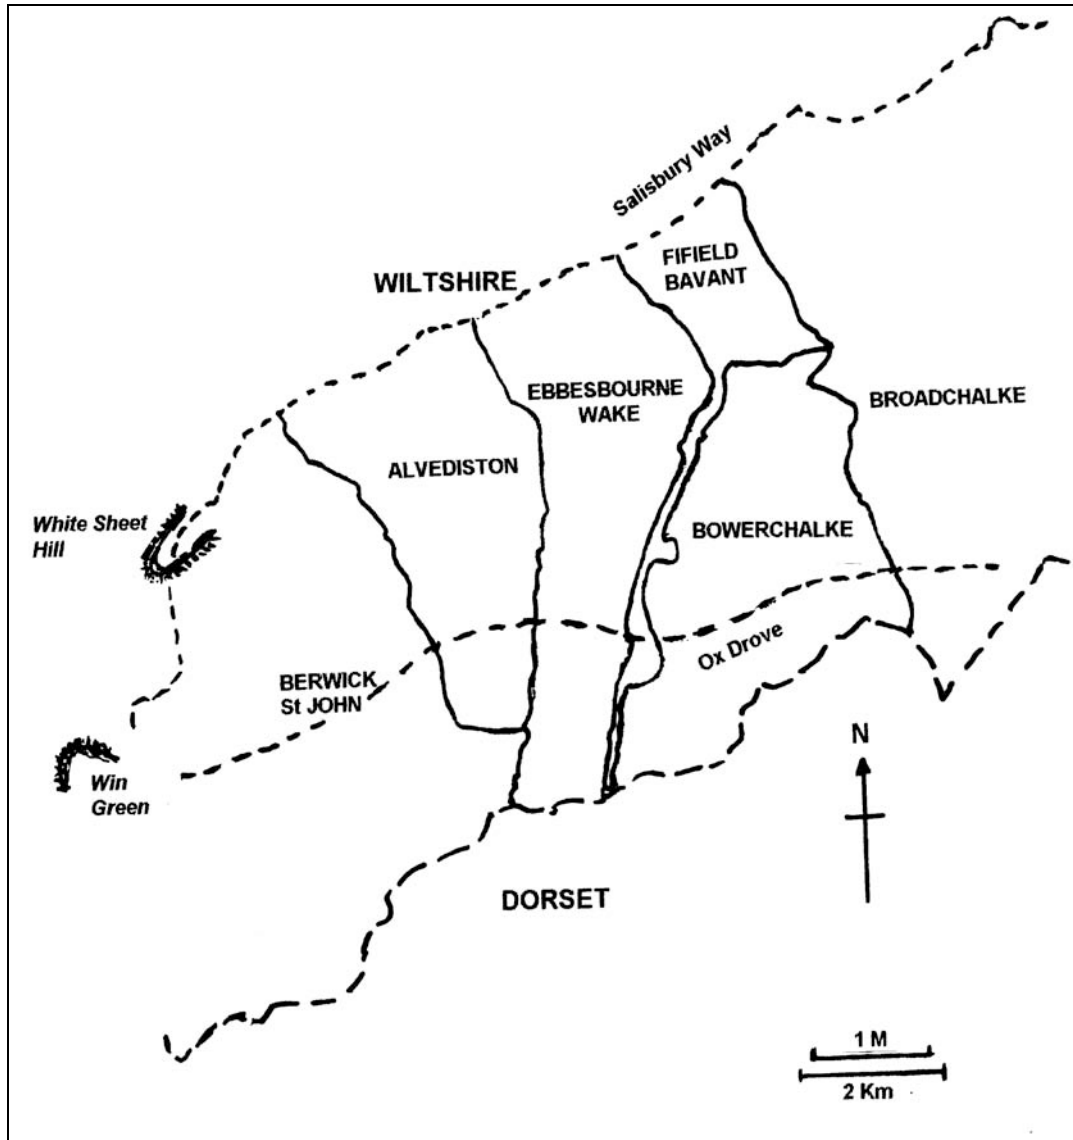 Salisbury Way
FIFIELD
BAVANT
WILTSHIRE
EBBESBOURNE
WAKE
BROADCHALKE
ALVEDISTON
White Sheet
Hill
BOWERCHALKE
Ox Drove
BERWICK
St JOHN
N
Win
Green
DORSET
1 M
2 Km